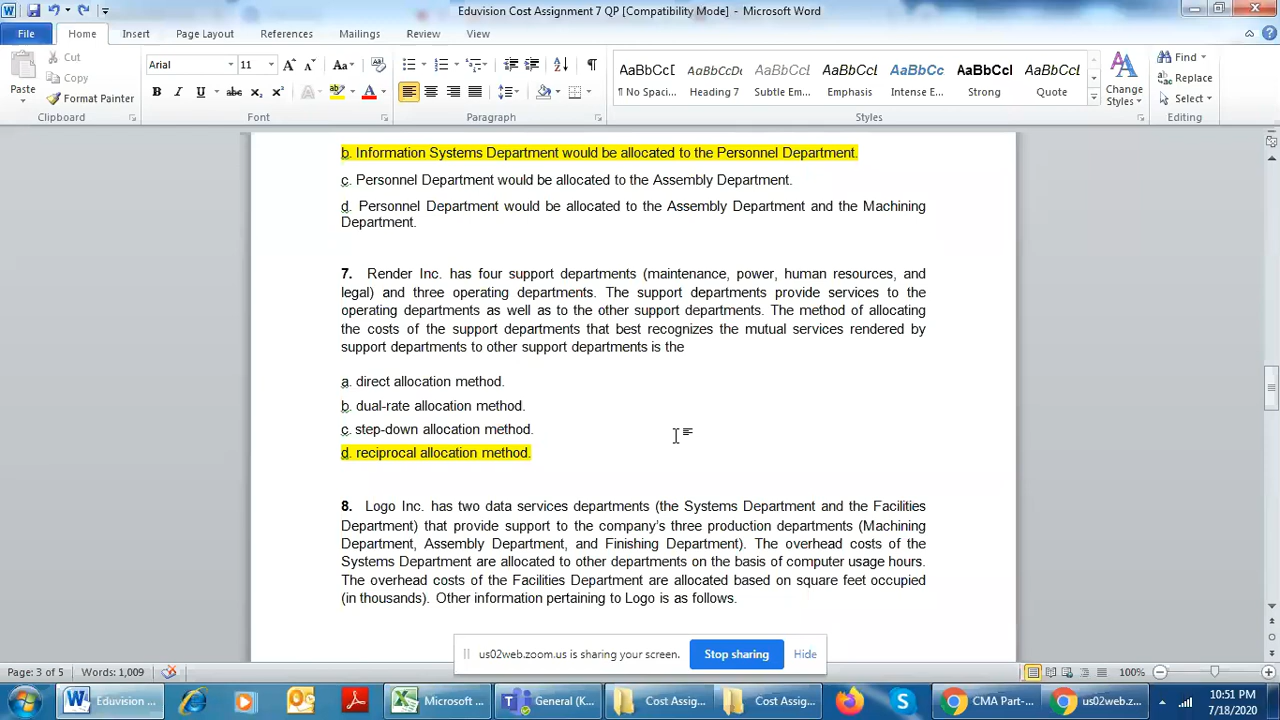 Eduvision Cost Assignment 7 QP [Compatibility Mode] - Microsoft Word
File Home Insert Page Layout References Mailings Review View
Cut
Copy
Paste
Format Painter
Clipboard
Arial 11
Font
Paragraph
AaBbCcI AaBbCcDc AaBbCcI AaBbCcI AaBbCc AaBbCcI AaBbCcI
¶ No Spaci... Heading 7 Subtle Em... Emphasis Intense E... Strong Quote
Change
Styles
Styles
Find
Replace
Select
Editing
b. Information Systems Department would be allocated to the Personnel Department.
c. Personnel Department would be allocated to the Assembly Department.
d. Personnel Department would be allocated to the Assembly Department and the Machining
Department.
7. Render Inc. has four support departments (maintenance, power, human resources, and
legal) and three operating departments. The support departments provide services to the
operating departments as well as to the other support departments. The method of allocating
the costs of the support departments that best recognizes the mutual services rendered by
support departments to other support departments is the
a. direct allocation method.
b. dual-rate allocation method.
c. step-down allocation method.
d. reciprocal allocation method.
8. Logo Inc. has two data services departments (the Systems Department and the Facilities
Department) that provide support to the company's three production departments (Machining
Department, Assembly Department, and Finishing Department). The overhead costs of the
Systems Department are allocated to other departments on the basis of computer usage hours.
The overhead costs of the Facilities Department are allocated based on square feet occupied
(in thousands). Other information pertaining to Logo is as follows.
us02web.zoom.us is sharing your screen. Stop sharing Hide
Page: 3 of 5 Words: 1,009 100%
Eduvision ... Microsoft ... General (K... Cost Assig... Cost Assig... CMA Part-... us02web.z...
10:51 PM
7/18/2020